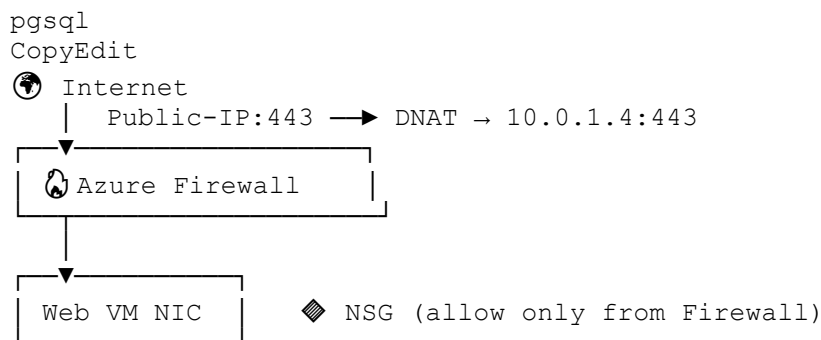 pgsql
CopyEdit
🌍 Internet
│ Public-IP:443 ──► DNAT → 10.0.1.4:443
🔥 Azure Firewall
Web VM NIC 🔷 NSG (allow only from Firewall)